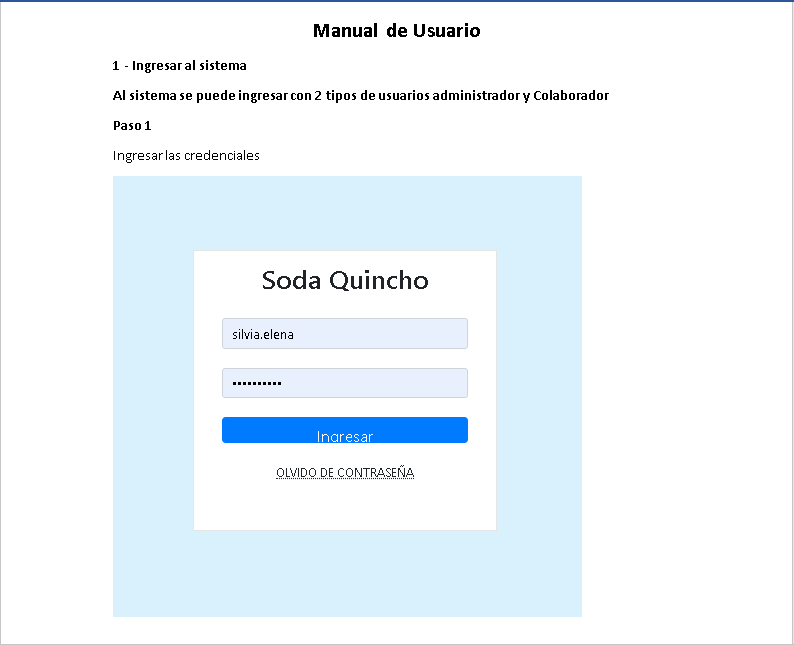 Manual de Usuario
1 - Ingresar al sistema
Al sistema se puede ingresar con 2 tipos de usuarios administrador y Colaborador
Paso 1
Ingresar las credenciales
Soda Quincho
silvia.elena
••••••••••
Ingresar
OLVIDO DE CONTRASEÑA